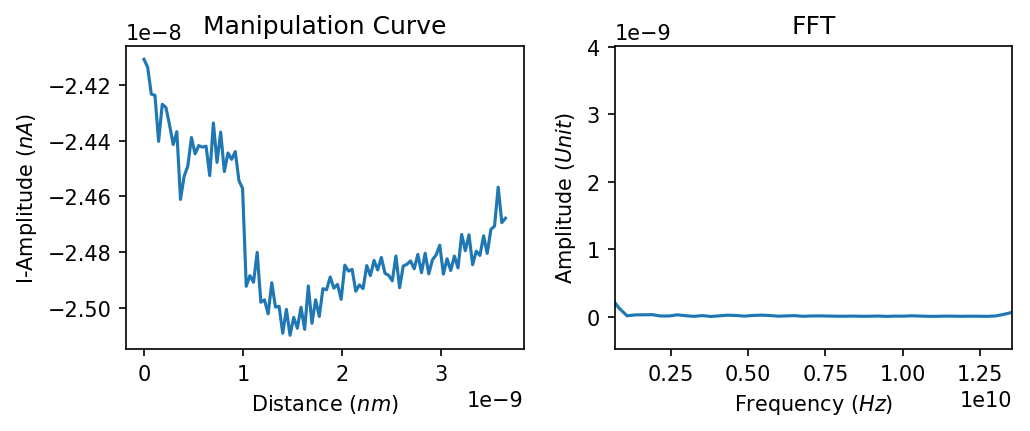 Manipulation Curve
1e−8
−2.42
−2.44
−2.46
−2.48
−2.50
I-Amplitude (nA)
0 1 2 3
Distance (nm)
1e−9
FFT
1e−9
4
3
2
1
0
Amplitude (Unit)
0.25 0.50 0.75 1.00 1.25
Frequency (Hz)
1e10